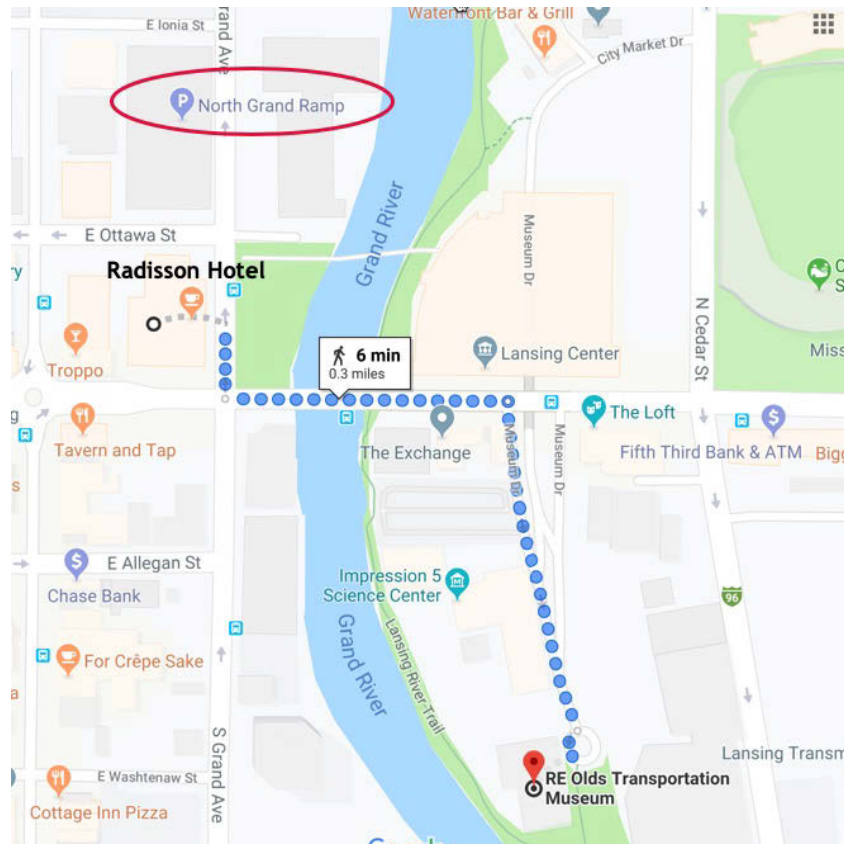 Waterfront Bar & Grill
E Ionia St
Grand Ave
City Market Dr
P
North Grand Ramp
Grand River
Museum Dr
E Ottawa St
Radisson Hotel
N Cedar St
Troppo
6 min
0.3 miles
Lansing Center
Miss
The Loft
Tavern and Tap
The Exchange
Museum Dr
Museum Dr
Fifth Third Bank & ATM
Bigg
$
$
E Allegan St
Chase Bank
Impression 5
Science Center
96
For Crêpe Sake
Lansing River Trail
Grand River
S Grand Ave
Lansing Transm
E Washtenaw St
RE Olds Transportation
Museum
Cottage Inn Pizza